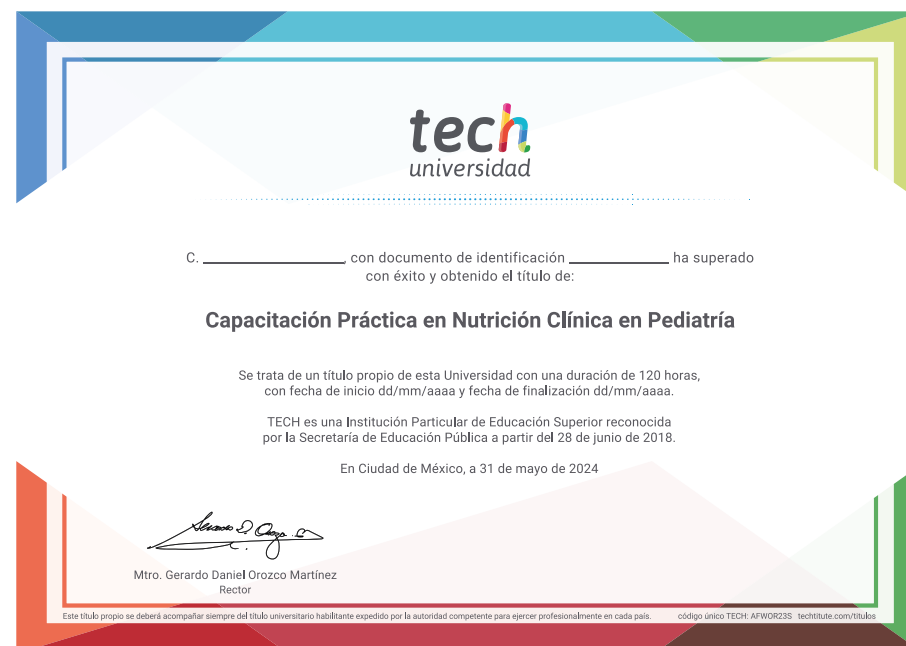 tech
universidad
C. ____________, con documento de identificación ____________ ha superado
con éxito y obtenido el título de:
Capacitación Práctica en Nutrición Clínica en Pediatría
Se trata de un título propio de esta Universidad con una duración de 120 horas,
con fecha de inicio dd/mm/aaaa y fecha de finalización dd/mm/aaaa.
TECH es una Institución Particular de Educación Superior reconocida
por la Secretaría de Educación Pública a partir del 28 de junio de 2018.
En Ciudad de México, a 31 de mayo de 2024
Mtro. Gerardo Daniel Orozco Martínez
Rector
Este título propio se deberá acompañar siempre del título universitario habilitante expedido por la autoridad competente para ejercer profesionalmente en cada país. código único TECH: AFWOR23S techtitute.com/titulos